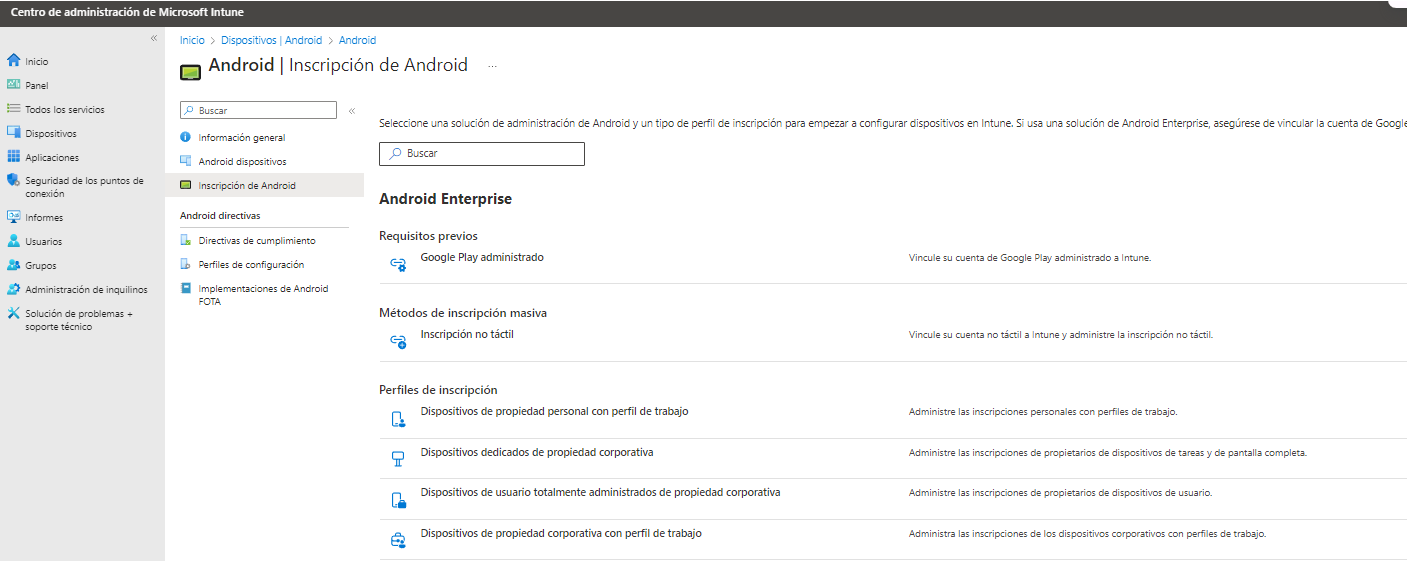 Centro de administración de Microsoft Intune
«
Inicio
Panel
Todos los servicios
Dispositivos
Aplicaciones
Seguridad de los puntos de
conexión
Informes
Usuarios
Grupos
Administración de inquilinos
Solución de problemas +
soporte técnico
Inicio > Dispositivos | Android > Android
Android | Inscripción de Android ...
Buscar «
Información general
Android dispositivos
Inscripción de Android
Android directivas
Directivas de cumplimiento
Perfiles de configuración
Implementaciones de Android
FOTA
Seleccione una solución de administración de Android y un tipo de perfil de inscripción para empezar a configurar dispositivos en Intune. Si usa una solución de Android Enterprise, asegúrese de vincular la cuenta de Google
Buscar
Android Enterprise
Requisitos previos
Google Play administrado Vincule su cuenta de Google Play administrado a Intune.
Métodos de inscripción masiva
Inscripción no táctil Vincule su cuenta no táctil a Intune y administre la inscripción no táctil.
Perfiles de inscripción
Dispositivos de propiedad personal con perfil de trabajo Administre las inscripciones personales con perfiles de trabajo.
Dispositivos dedicados de propiedad corporativa Administre las inscripciones de propietarios de dispositivos de tareas y de pantalla completa.
Dispositivos de usuario totalmente administrados de propiedad corporativa Administre las inscripciones de propietarios de dispositivos de usuario.
Dispositivos de propiedad corporativa con perfil de trabajo Administra las inscripciones de los dispositivos corporativos con perfiles de trabajo.